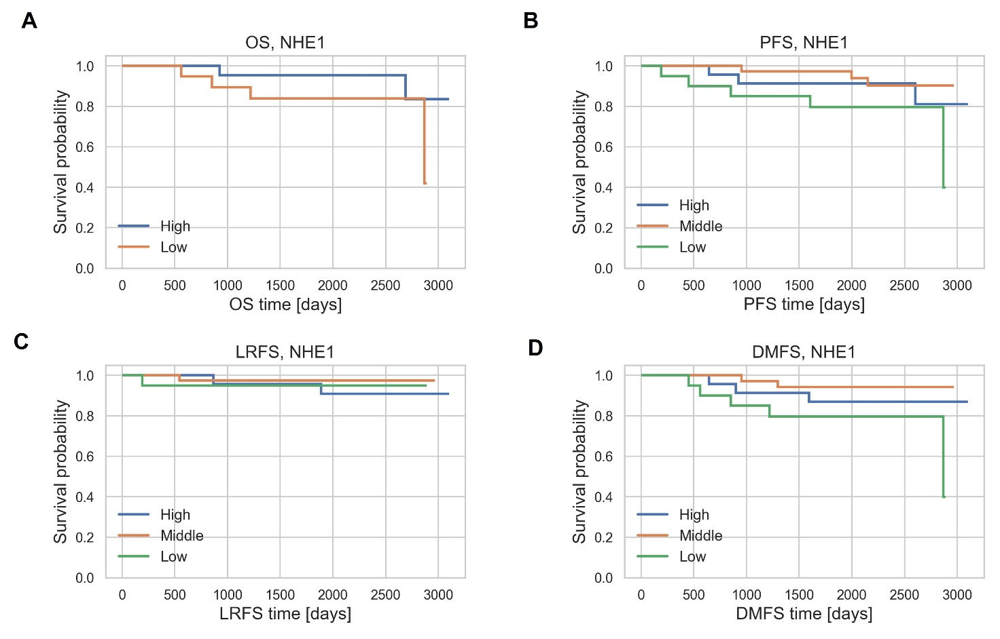 A
OS, NHE1
Survival probability
1.0
0.8
0.6
0.4
0.2
0.0
High
Low
0 500 1000 1500 2000 2500 3000
OS time [days]
B
PFS, NHE1
Survival probability
1.0
0.8
0.6
0.4
0.2
0.0
High
Middle
Low
0 500 1000 1500 2000 2500 3000
PFS time [days]
C
LRFS, NHE1
Survival probability
1.0
0.8
0.6
0.4
0.2
0.0
High
Middle
Low
0 500 1000 1500 2000 2500 3000
LRFS time [days]
D
DMFS, NHE1
Survival probability
1.0
0.8
0.6
0.4
0.2
0.0
High
Middle
Low
0 500 1000 1500 2000 2500 3000
DMFS time [days]